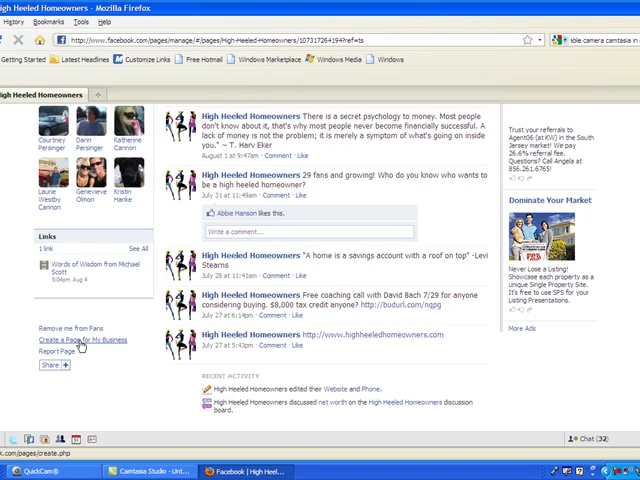 High Heeled Homeowners - Mozilla Firefox
History Bookmarks Tools Help
http://www.facebook.com/pages/manage/#/pages/High-Heeled-Homeowners/107317264194?ref=ts
sble camera camtasia in
Getting Started Latest Headlines Customize Links Free Hotmail Windows Marketplace Windows Media Windows
High Heeled Homeowners
Courtney Persinger
Darin Persinger
Katherine Cannon
Laurie Westby Cannon
Genevieve Olmon
Kristin Hanke
Links
1 link See All
Words of Wisdom from Michael
Scott
5:04pm Aug 4
Remove me from Fans
Create a Page for My Business
Report Page
Share +
High Heeled Homeowners There is a secret psychology to money. Most people
don't know about it, that's why most people never become financially successful. A
lack of money is not the problem; it is merely a symptom of what's going on inside
you." ~ T. Harv Eker
August 1 at 9:47am · Comment · Like
High Heeled Homeowners 29 fans and growing! Who do you know who wants to
be a high heeled homeowner?
July 31 at 11:49am · Comment · Like
Abbie Hanson likes this.
Write a comment...
High Heeled Homeowners "A home is a savings account with a roof on top" -Levi
Stearns
July 28 at 11:41am · Comment · Like
High Heeled Homeowners Free coaching call with David Bach 7/29 for anyone
considering buying. $8,000 tax credit anyone? http://budurl.com/nqpg
July 27 at 6:14pm · Comment · Like
High Heeled Homeowners http://www.highheeledhomeowners.com
July 27 at 5:43pm · Comment · Like
RECENT ACTIVITY
High Heeled Homeowners edited their Website and Phone.
High Heeled Homeowners discussed net worth on the High Heeled Homeowners discussion
board.
Trust your referrals to
Agent06 (at KW) in the South
Jersey market! We pay
26.6% referral fee.
Questions? Call Angela at
856.261.6765!
Dominate Your Market
Never Lose a Listing!
Showcase each property as
a unique Single Property Site.
It's free to use SPS for your
Listing Presentations.
More Ads
Chat (32)
k.com/pages/create.php
QuickCam®
Camtasia Studio - Unt...
Facebook | High Heel...